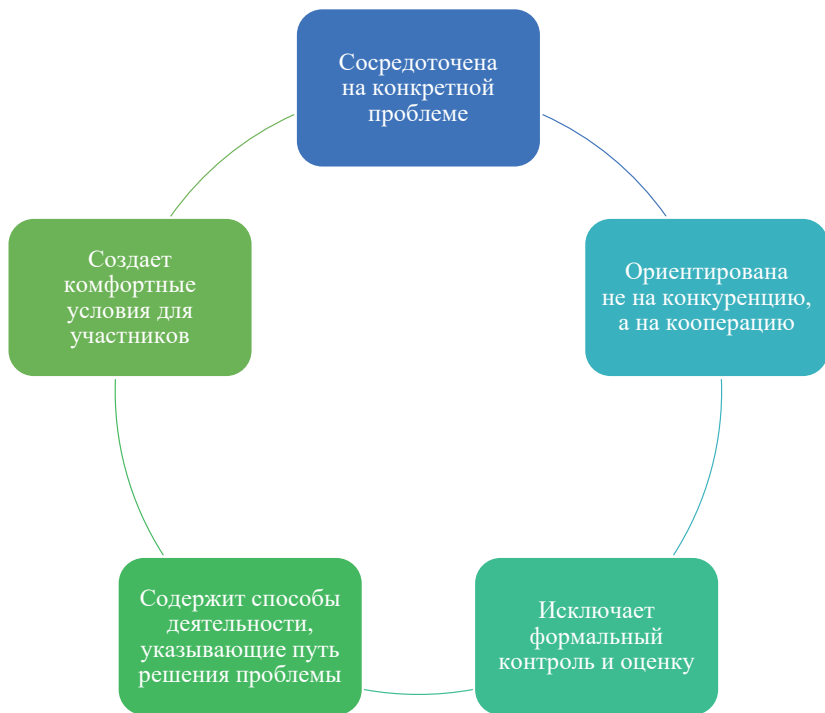 Сосредоточена
на конкретной
проблеме
Ориентирована
не на конкуренцию,
а на кооперацию
Исключает
формальный
контроль и оценку
Содержит способы
деятельности,
указывающие путь
решения проблемы
Создает
комфортные
условия для
участников